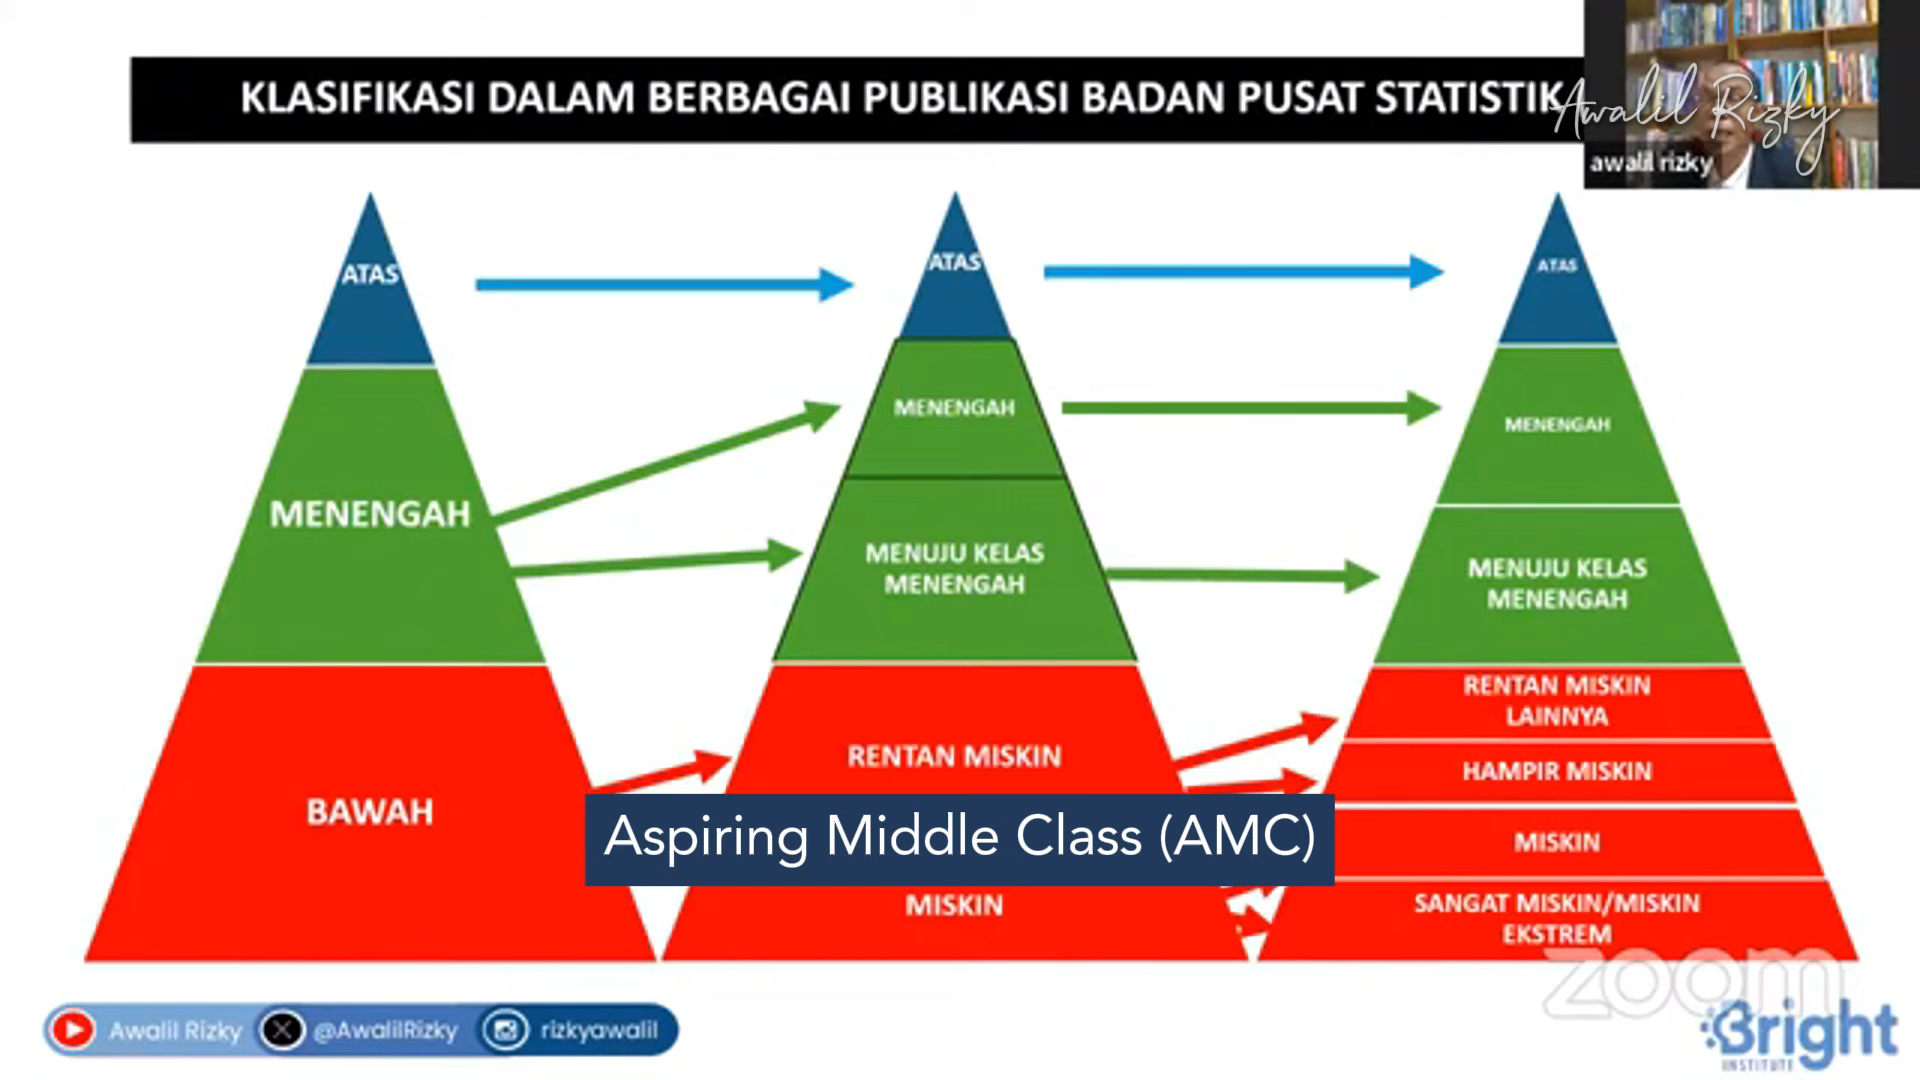 KLASIFIKASI DALAM BERBAGAI PUBLIKASI BADAN PUSAT STATISTIK
Awalil Rizky
awalil rizky
ATAS
MENENGAH
BAWAH
ATAS
MENENGAH
MENUJU KELAS
MENENGAH
RENTAN MISKIN
MISKIN
ATAS
MENENGAH
MENUJU KELAS
MENENGAH
RENTAN MISKIN
LAINNYA
HAMPIR MISKIN
MISKIN
SANGAT MISKIN/MISKIN
EKSTREM
Aspiring Middle Class (AMC)
zoom
Awalil Rizky
@AwalilRizky
rizkyawalil
Bright
INSTITUTE